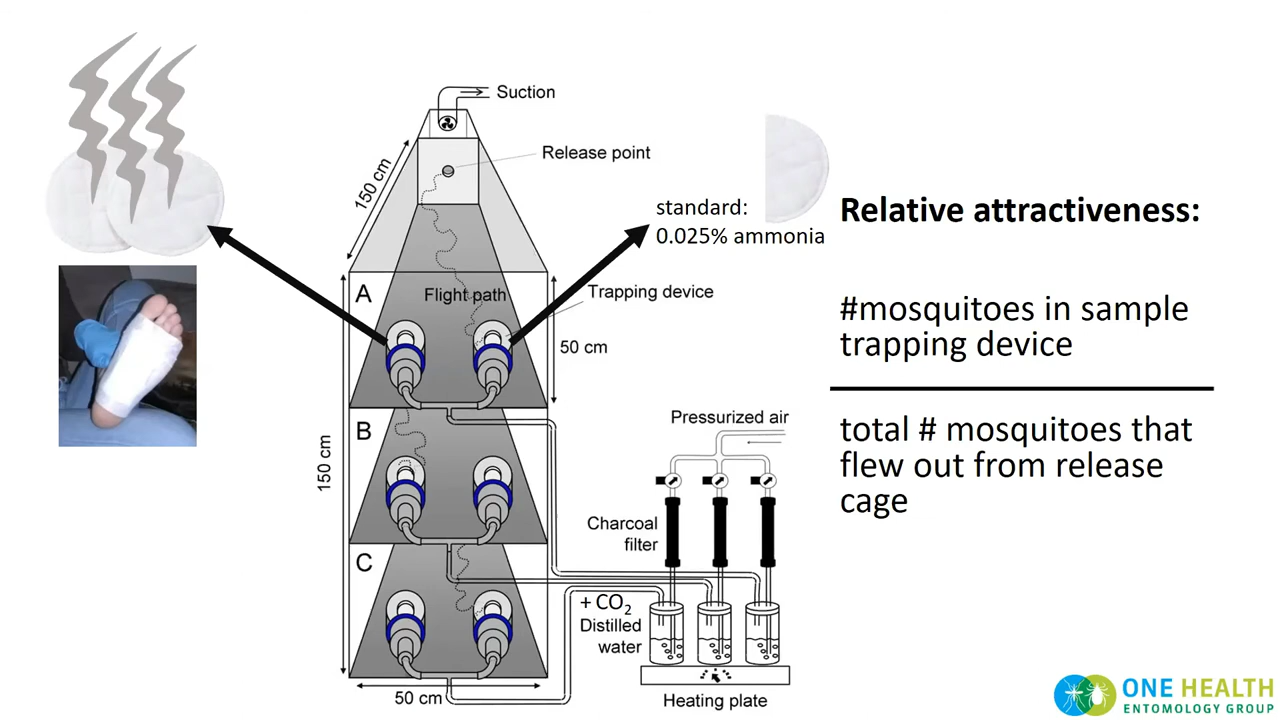 Suction
Release point
150 cm
standard:
0.025% ammonia
Relative attractiveness:
A
Flight path
Trapping device
50 cm
#mosquitoes in sample
trapping device
B
150 cm
Pressurized air
total # mosquitoes that
flew out from release
cage
Charcoal
filter
C
+ CO₂
Distilled
water
50 cm
Heating plate
ONE HEALTH
ENTOMOLOGY GROUP